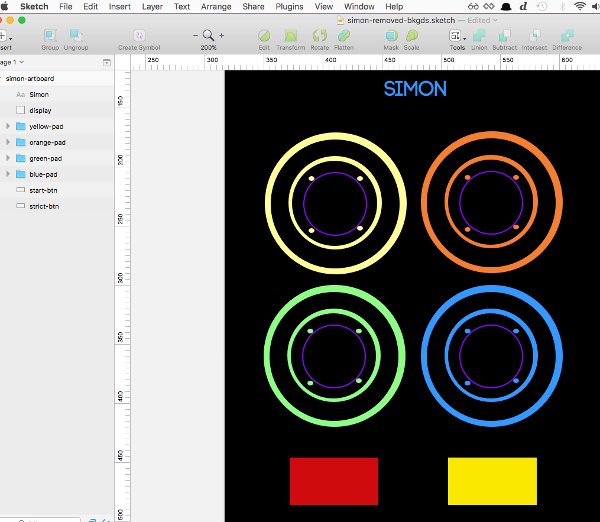 Sketch File Edit Insert Layer Text Arrange Share Plugins View Window Help
simon-removed-bkgds.sketch — Edited
200%
Group Ungroup Create Symbol Edit Transform Rotate Flatten Mask Scale Tools Union Subtract Intersect Difference
250 300 350 400 450 500 550 600
simon-artboard
Simon
display
yellow-pad
orange-pad
green-pad
blue-pad
start-btn
strict-btn
150
200
250
300
350
400
450
500
SIMON